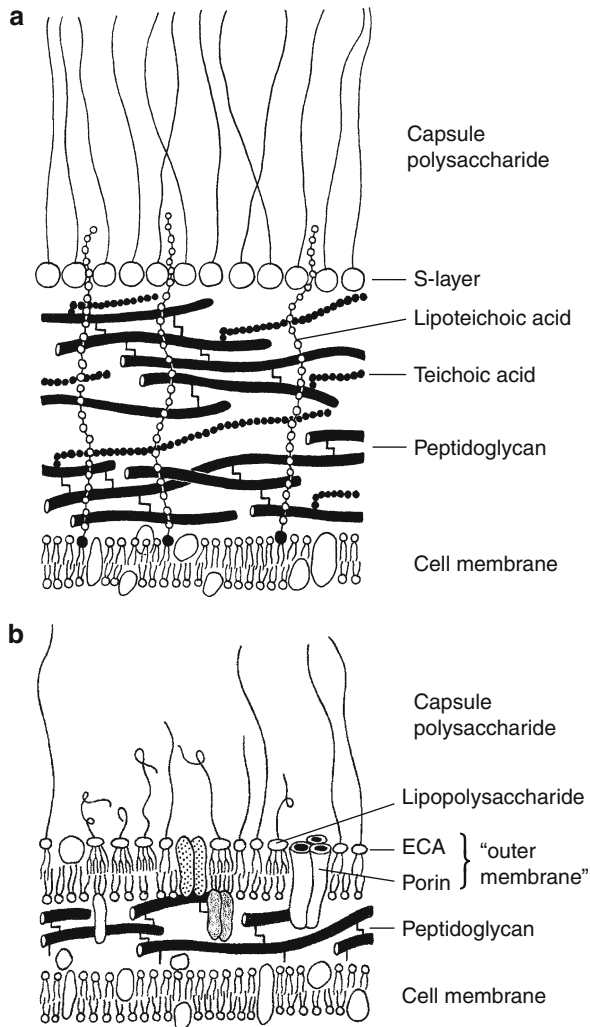 a
Capsule
polysaccharide
S-layer
Lipoteichoic acid
Teichoic acid
Peptidoglycan
Cell membrane
b
Capsule
polysaccharide
Lipopolysaccharide
ECA
"outer
membrane"
Porin
Peptidoglycan
Cell membrane